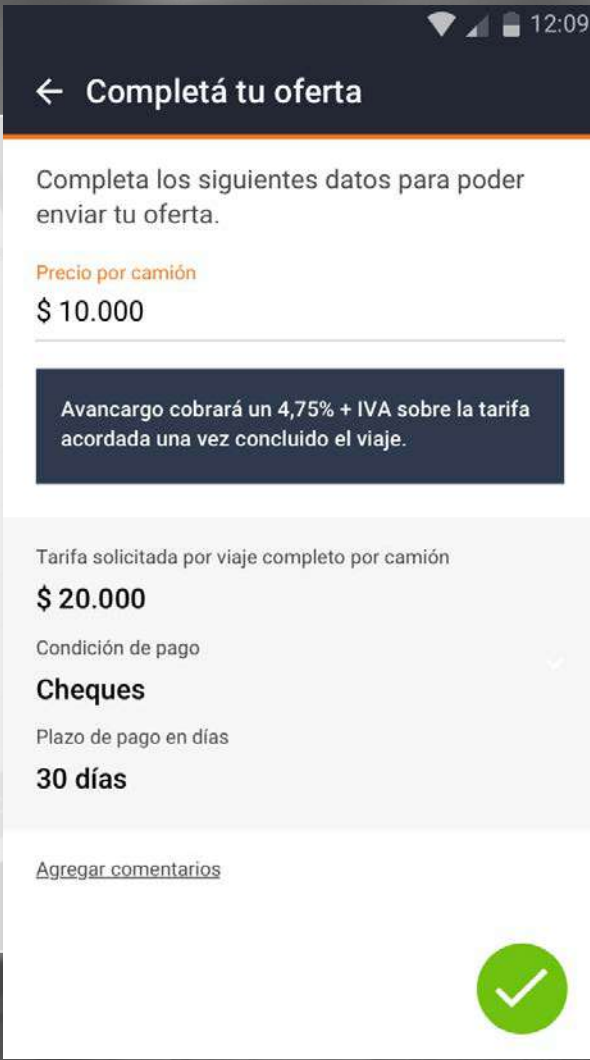 12:09
Completá tu oferta
Completa los siguientes datos para poder
enviar tu oferta.
Precio por camión
$ 10.000
Avancargo cobrará un 4,75% + IVA sobre la tarifa
acordada una vez concluido el viaje.
Tarifa solicitada por viaje completo por camión
$ 20.000
Condición de pago
Cheques
Plazo de pago en días
30 días
Agregar comentarios